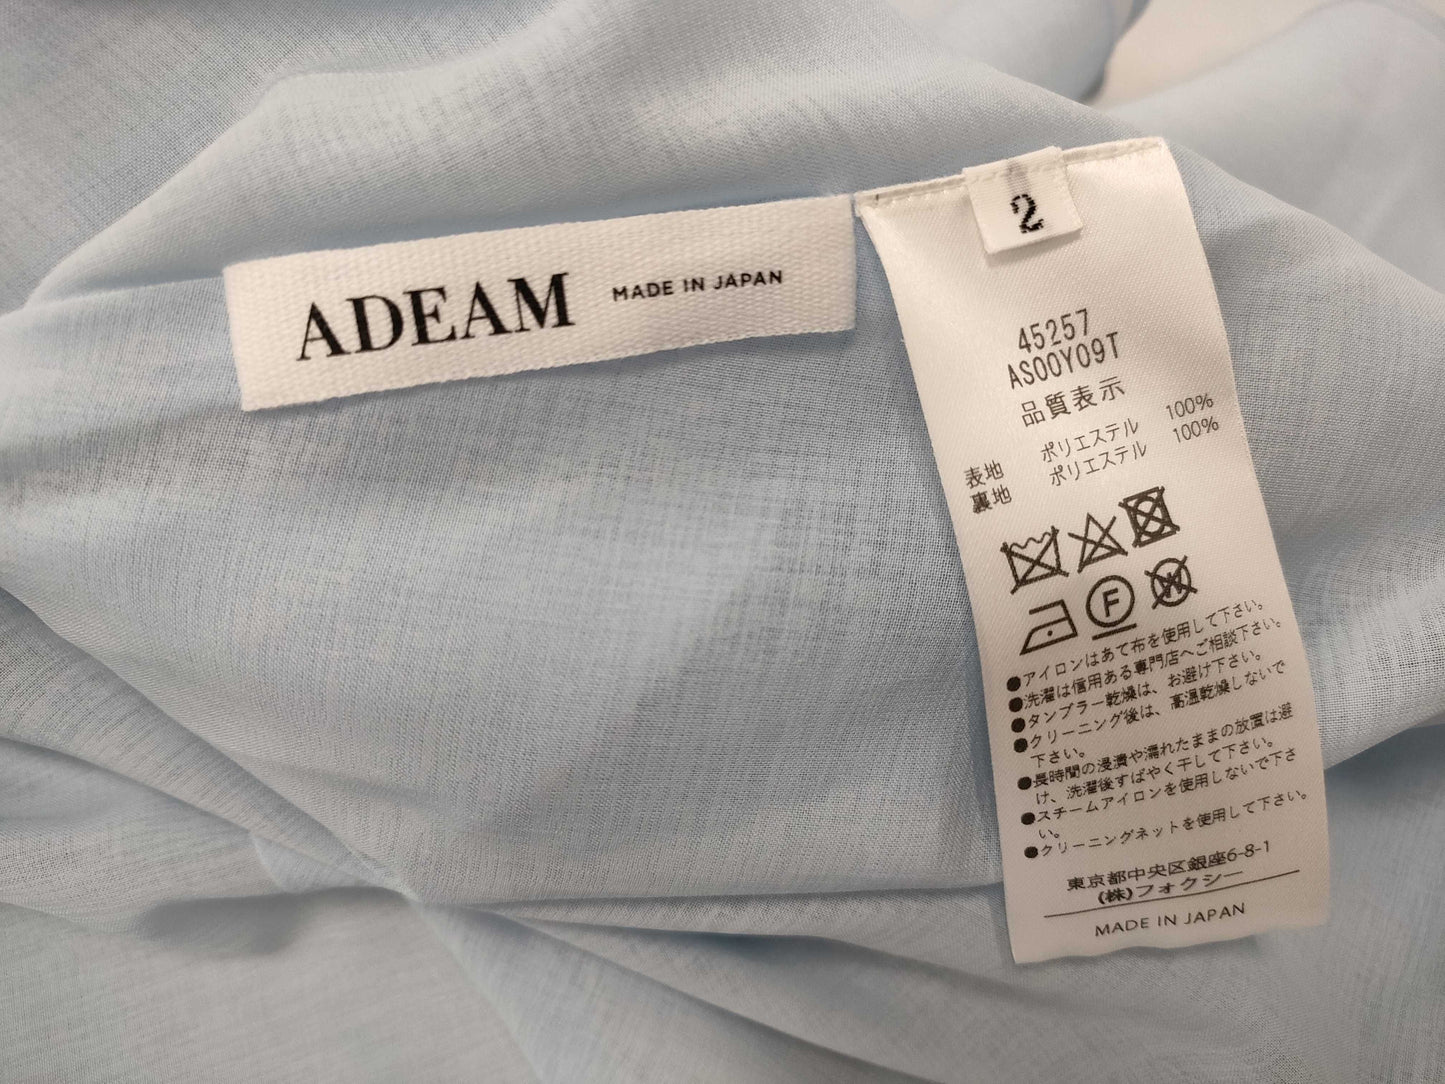 ADEAM MADE IN JAPAN
2
45257
AS00Y09T
品質表示
表地 ポリエステル 100%
裏地 ポリエステル 100%
F
W
●アイロンはあて布を使用して下さい。
●洗濯は信用ある専門店へご相談下さい。
●タンブラー乾燥は、お避け下さい。
●クリーニング後は、高温乾燥しないで
下さい。
●長時間の浸漬や濡れたままの放置は避
け、洗濯後すばやく干して下さい。
●スチームアイロンを使用しないで下さ
い。
●クリーニングネットを使用して下さい。
東京都中央区銀座6-8-1
(株)フォクシー
MADE IN JAPAN